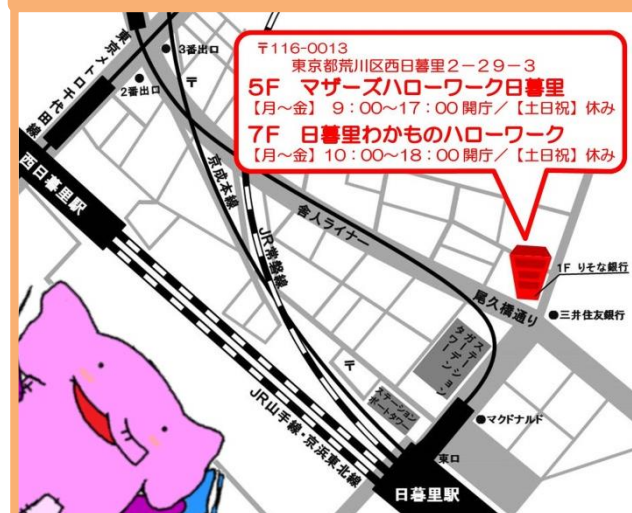 〒116-0013
東京都荒川区西日暮里2-29-3
5F マザーズハローワーク日暮里
【月~金】 9:00~17:00 開庁/【土日祝】休み
7F 日暮里わかものハローワーク
【月~金】10:00~18:00 開庁/【土日祝】休み
3番出口
2番出口
〒
東京メトロ千代田線
西日暮里駅
京成本線
JR常磐線
舎人ライナー
1F りそな銀行
尾久橋通り
三井住友銀行
ステーション
ガーデン
タワー
〒
ステーション
ポートタワー
マクドナルド
JR山手線・京浜東北線
東口
日暮里駅